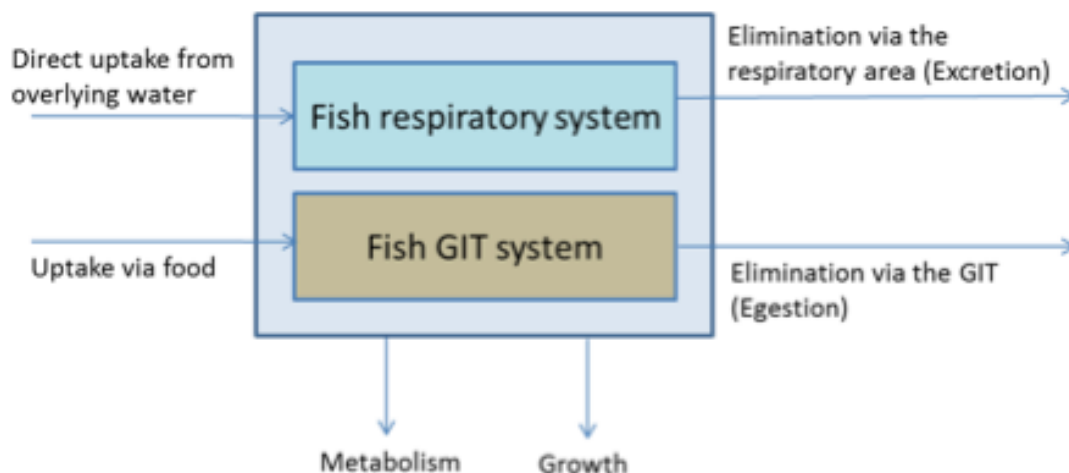 Direct uptake from
overlying water
Fish respiratory system
Elimination via the
respiratory area (Excretion)
Uptake via food
Fish GIT system
Elimination via the GIT
(Egestion)
Metabolism
Growth